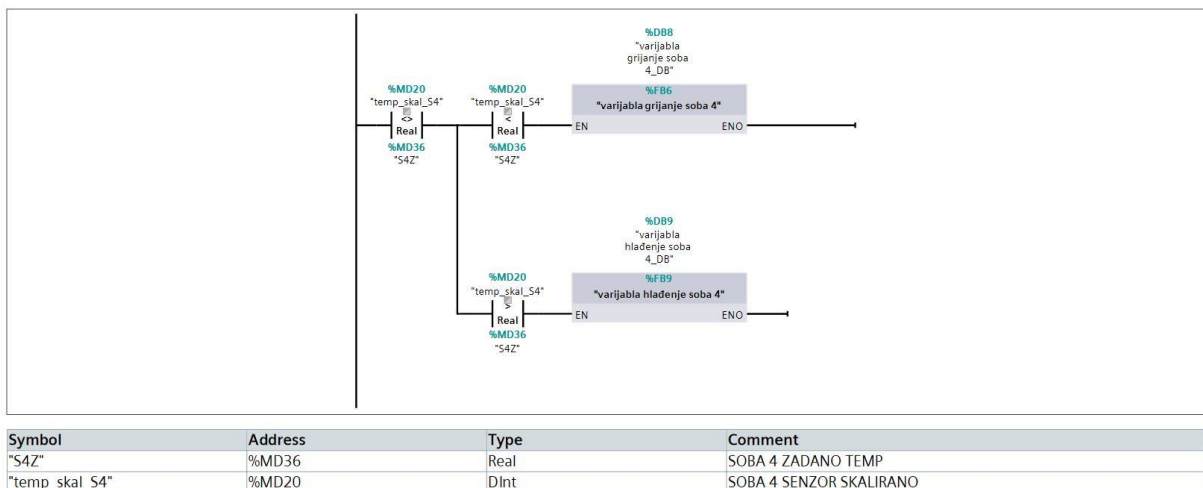 %DB8
"varijabla
grijanje soba
4_DB"
%MD20
"temp_skal_S4"
<>
Real
%MD36
"S4Z"
%MD20
"temp_skal_S4"
<
Real
%MD36
"S4Z"
%FB6
"varijabla grijanje soba 4"
EN ENO
%DB9
"varijabla
hlađenje soba
4_DB"
%MD20
"temp_skal_S4"
>
Real
%MD36
"S4Z"
%FB9
"varijabla hlađenje soba 4"
EN ENO
Symbol Address Type Comment
"S4Z" %MD36 Real SOBA 4 ZADANO TEMP
"temp_skal_S4" %MD20 DInt SOBA 4 SENZOR SKALIRANO